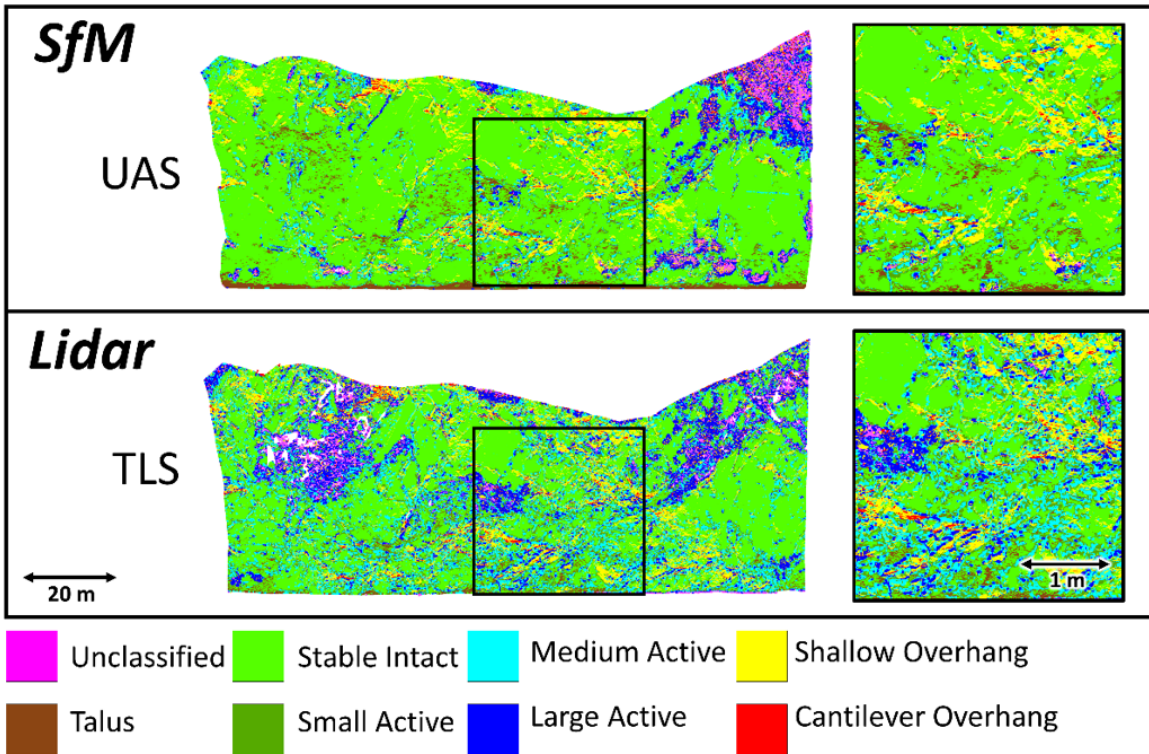 SfM
UAS
Lidar
TLS
20 m
1 m
Unclassified
Stable Intact
Medium Active
Shallow Overhang
Talus
Small Active
Large Active
Cantilever Overhang